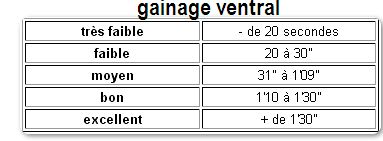 gainage ventral
très faible - de 20 secondes
faible 20 à 30"
moyen 31" à 1'09"
bon 1'10 à 1'30"
excellent + de 1'30"